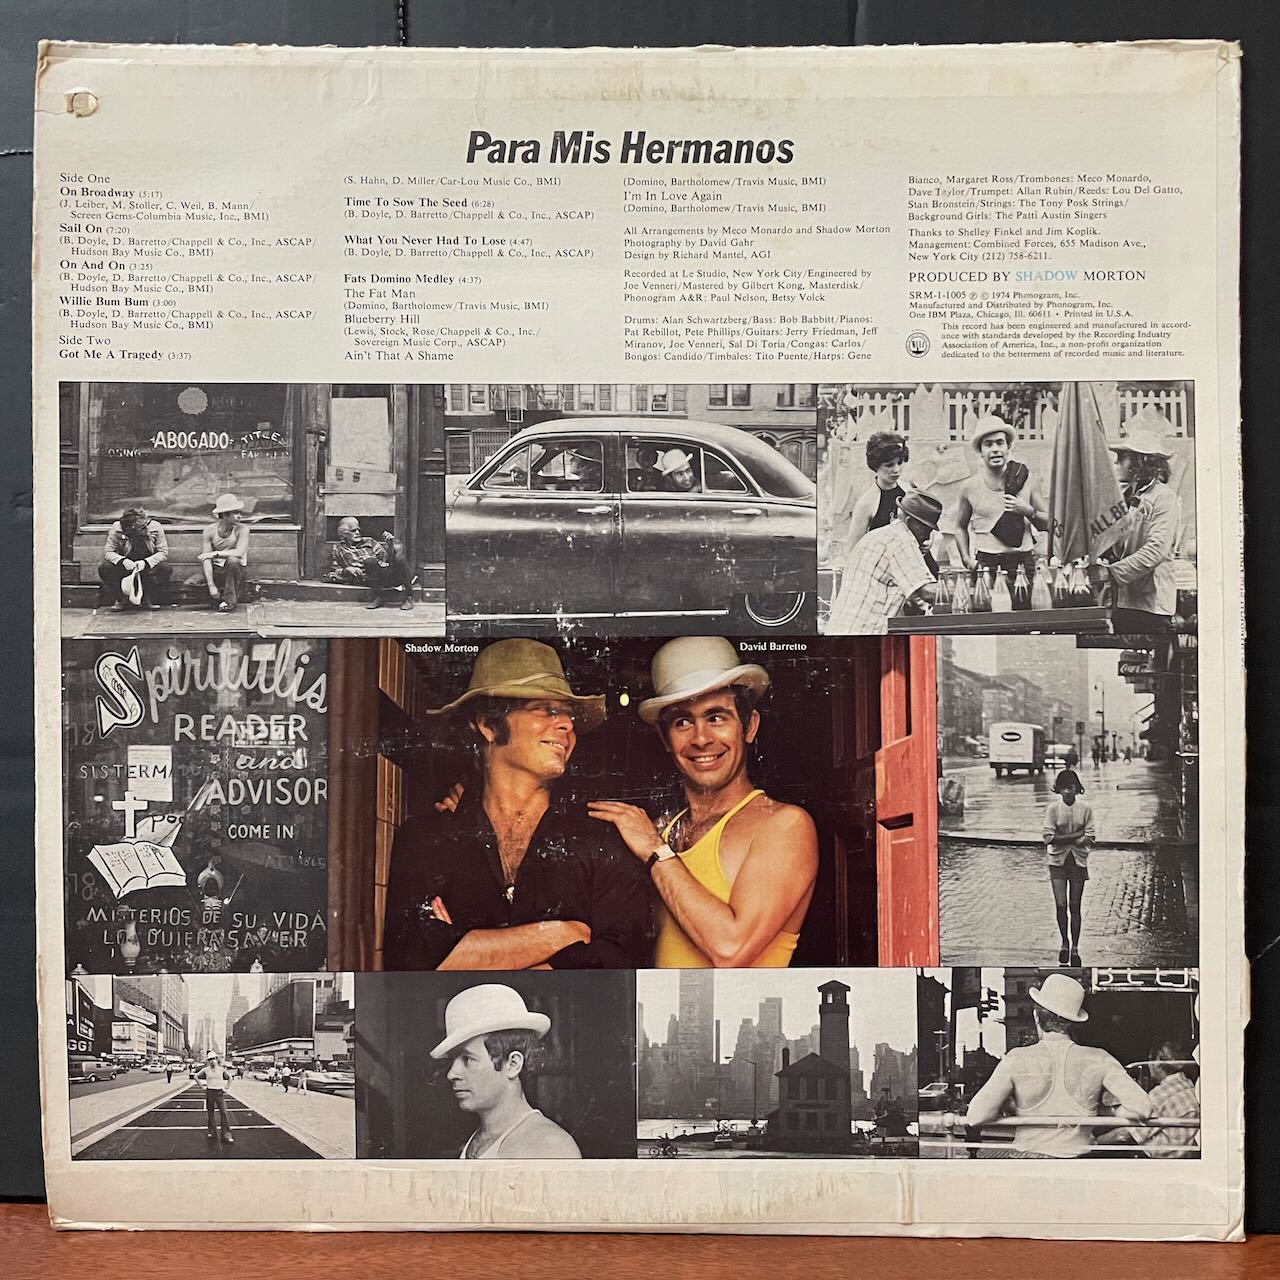 Para Mis Hermanos
Side One
On Broadway (5:17)
(J. Leiber, M. Stoller, C. Weil, B. Mann/
Screen Gems-Columbia Music, Inc., BMI)
Sail On (7:20)
(B. Doyle, D. Barretto/Chappell & Co., Inc., ASCAP/
Hudson Bay Music Co., BMI)
On And On (3:25)
(B. Doyle, D. Barretto/Chappell & Co., Inc., ASCAP/
Hudson Bay Music Co., BMI)
Willie Bum Bum (3:00)
(B. Doyle, D. Barretto/Chappell & Co., Inc., ASCAP/
Hudson Bay Music Co., BMI)
Side Two
Got Me A Tragedy (3:37)
(S. Hahn, D. Miller/Car-Lou Music Co., BMI)
Time To Sow The Seed (6:28)
(B. Doyle, D. Barretto/Chappell & Co., Inc., ASCAP)
What You Never Had To Lose (4:47)
(B. Doyle, D. Barretto/Chappell & Co., Inc., ASCAP)
Fats Domino Medley (4:37)
The Fat Man
(Domino, Bartholomew/Travis Music, BMI)
Blueberry Hill
(Lewis, Stock, Rose/Chappell & Co., Inc./
Sovereign Music Corp., ASCAP)
Ain't That A Shame
(Domino, Bartholomew/Travis Music, BMI)
I'm In Love Again
(Domino, Bartholomew/Travis Music, BMI)
All Arrangements by Meco Monardo and Shadow Morton
Photography by David Gahr
Design by Richard Mantel, AGI
Recorded at Le Studio, New York City/Engineered by
Joe Venneri/Mastered by Gilbert Kong, Masterdisk/
Phonogram A&R: Paul Nelson, Betsy Volck
Drums: Alan Schwartzberg/Bass: Bob Babbitt/Pianos:
Pat Rebillot, Pete Phillips/Guitars: Jerry Friedman, Jeff
Miranov, Joe Venneri, Sal Di Toria/Congas: Carlos/
Bongos: Candido/Timbales: Tito Puente/Harps: Gene
Bianco, Margaret Ross/Trombones: Meco Monardo,
Dave Taylor/Trumpet: Allan Rubin/Reeds: Lou Del Gatto,
Stan Bronstein/Strings: The Tony Posk Strings/
Background Girls: The Patti Austin Singers
Thanks to Shelley Finkel and Jim Koplik.
Management: Combined Forces, 655 Madison Ave.,
New York City (212) 758-6211.
PRODUCED BY SHADOW MORTON
SRM-1-1005 ℗ © 1974 Phonogram, Inc.
Manufactured and Distributed by Phonogram, Inc.
One IBM Plaza, Chicago, Ill. 60611 • Printed in U.S.A.
This record has been engineered and manufactured in accord-
ance with standards developed by the Recording Industry
Association of America, Inc., a non-profit organization
dedicated to the betterment of recorded music and literature.
ABOGADO
TITLE
ALL BE
Spirituilis
READER
and
SISTER MA
ADVISOR
COME IN
MISTERIOS DE SU VIDA
LO QUIERA SAVER
Shadow Morton
David Barretto